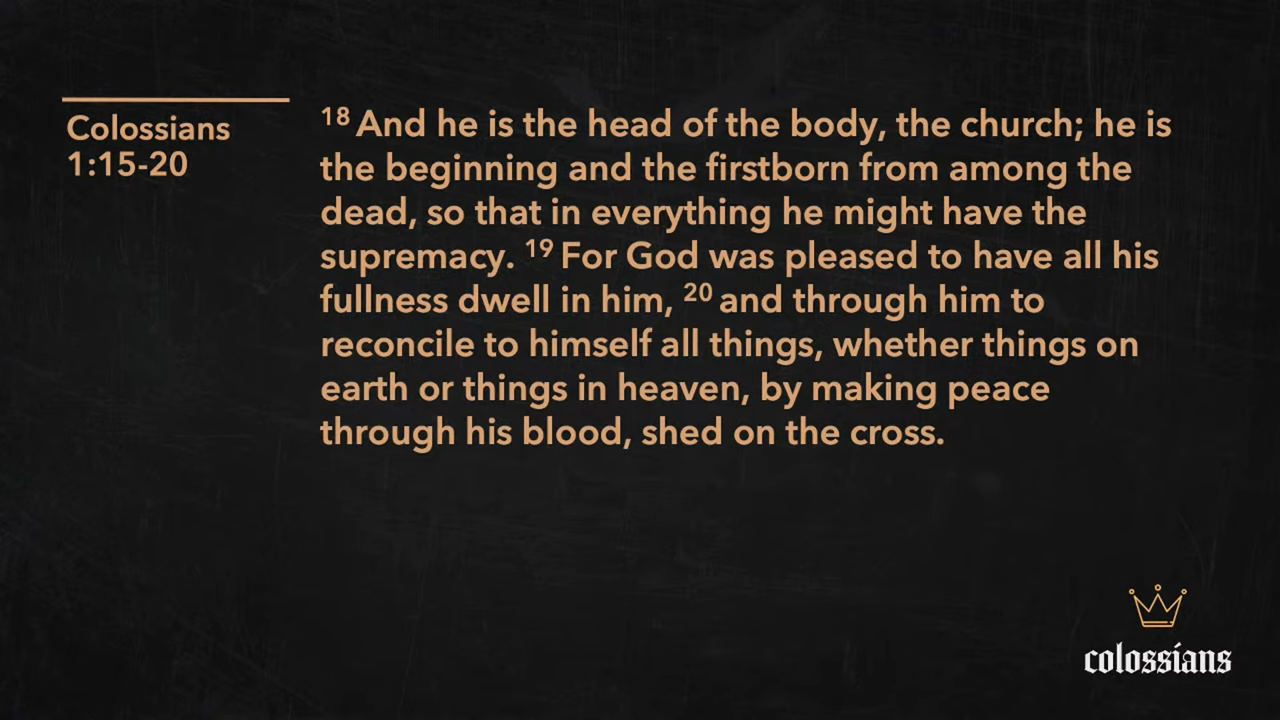 Colossians
1:15-20
18 And he is the head of the body, the church; he is
the beginning and the firstborn from among the
dead, so that in everything he might have the
supremacy. 19 For God was pleased to have all his
fullness dwell in him, 20 and through him to
reconcile to himself all things, whether things on
earth or things in heaven, by making peace
through his blood, shed on the cross.
colossians